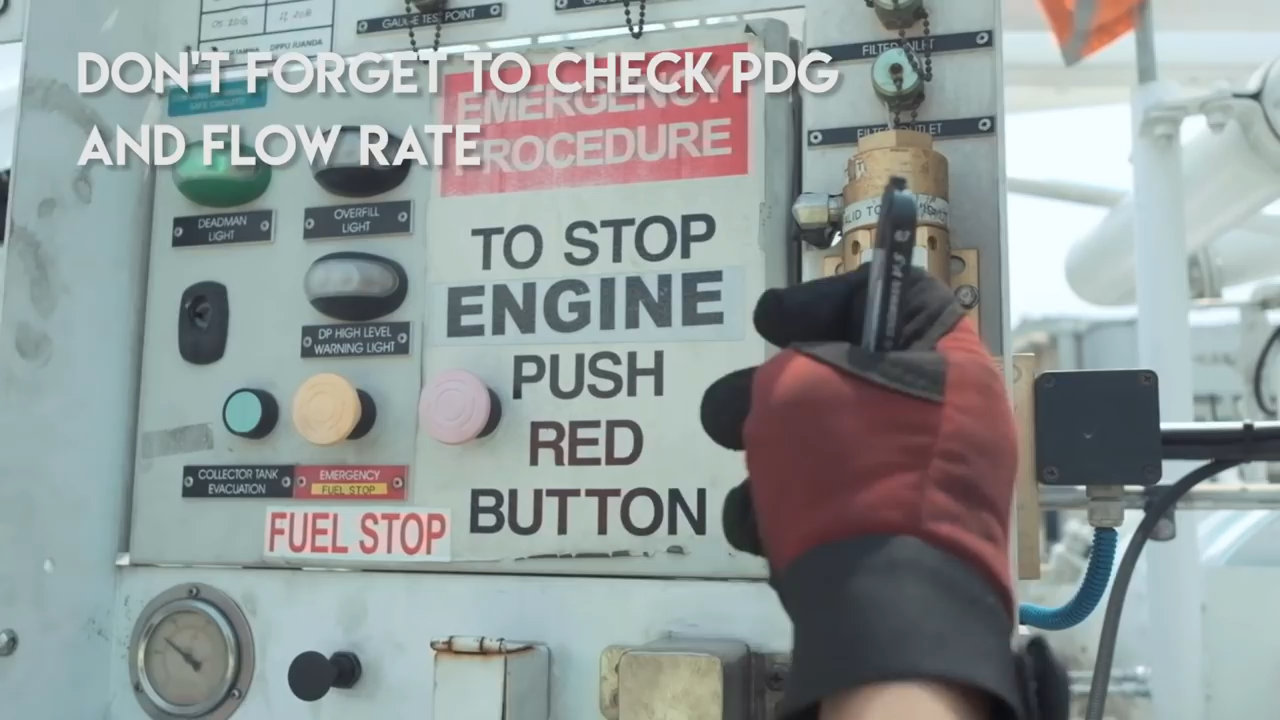 GAUGE TEST POINT
FILTER INLET
DON'T FORGET TO CHECK PDG
AND FLOW RATE
EMERGENCY
PROCEDURE
FILTER OUTLET
DEADMAN
LIGHT
OVERFILL
LIGHT
DP HIGH LEVEL
WARNING LIGHT
TO STOP
ENGINE
PUSH
RED
BUTTON
COLLECTOR TANK
EVACUATION
EMERGENCY
FUEL STOP
FUEL STOP